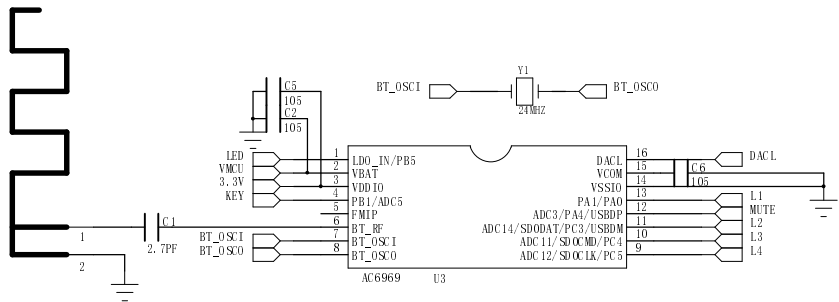 Y1
BT_OSCI
BT_OSCO
24MHZ
C5
105
C2
105
LED
VMCU
3.3V
KEY
BT_OSCI
BT_OSCO
1
2
3
4
5
6
7
8
LDO_IN/PB5
VBAT
VDDIO
PB1/ADC5
FMIP
BT_RF
BT_OSCI
BT_OSCO
DACL
VCOM
VSSIO
PA1/PA0
ADC3/PA4/USBDP
ADC14/SD0DAT/PC3/USBDM
ADC11/SDOCMD/PC4
ADC12/SDOCLK/PC5
16
15
14
13
12
11
10
9
DACL
C6
105
L1
MUTE
L2
L3
L4
C1
2.7PF
1
2
AC6969
U3